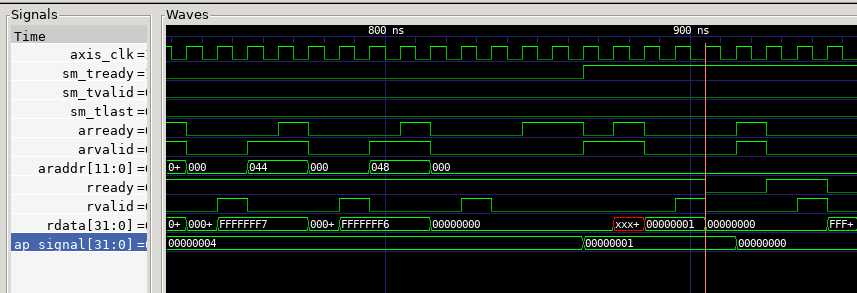 Signals
Waves
Time
800 ns 900 ns
axis_clk =
sm_tready =
sm_tvalid =
sm_tlast =
arready =
arvalid =
araddr[11:0] = 0+ 000 044 000 048 000
rready =
rvalid =
rdata[31:0] = 0+ 000+ FFFFFFF7 000+ FFFFFFF6 00000000 xxx+ 00000001 00000000 FFF+
ap_signal[31:0] = 00000004 00000001 00000000